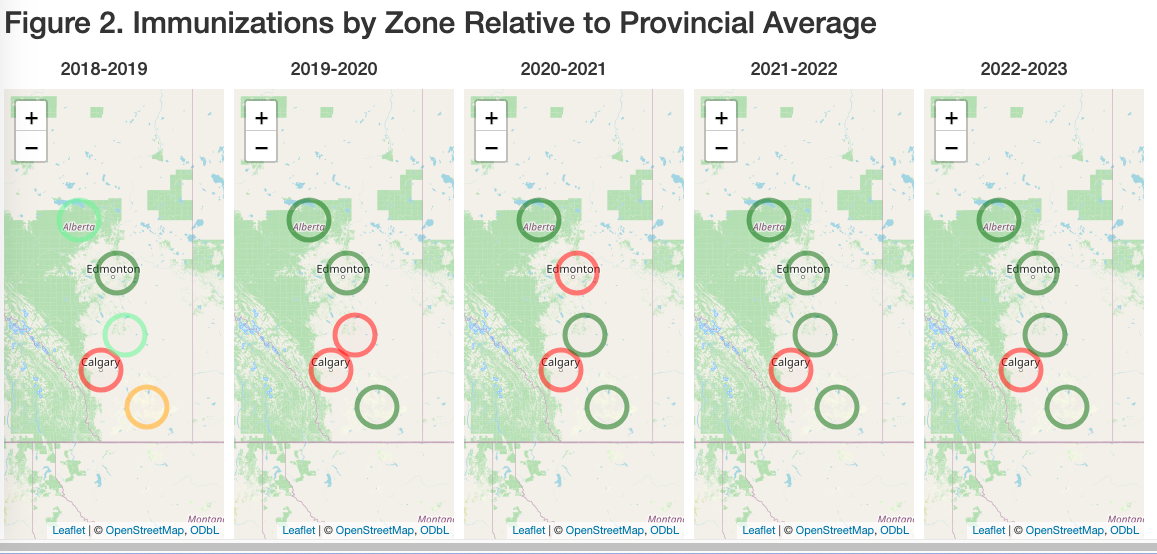 Figure 2. Immunizations by Zone Relative to Provincial Average
2018-2019 2019-2020 2020-2021 2021-2022 2022-2023
+ + + + +
− − − − −
Alberta Alberta Alberta Alberta Alberta
Edmonton Edmonton Edmonton Edmonton Edmonton
Calgary Calgary Calgary Calgary Calgary
Montana Montana Montana Montana Montana
Leaflet | © OpenStreetMap, ODbL Leaflet | © OpenStreetMap, ODbL Leaflet | © OpenStreetMap, ODbL Leaflet | © OpenStreetMap, ODbL Leaflet | © OpenStreetMap, ODbL